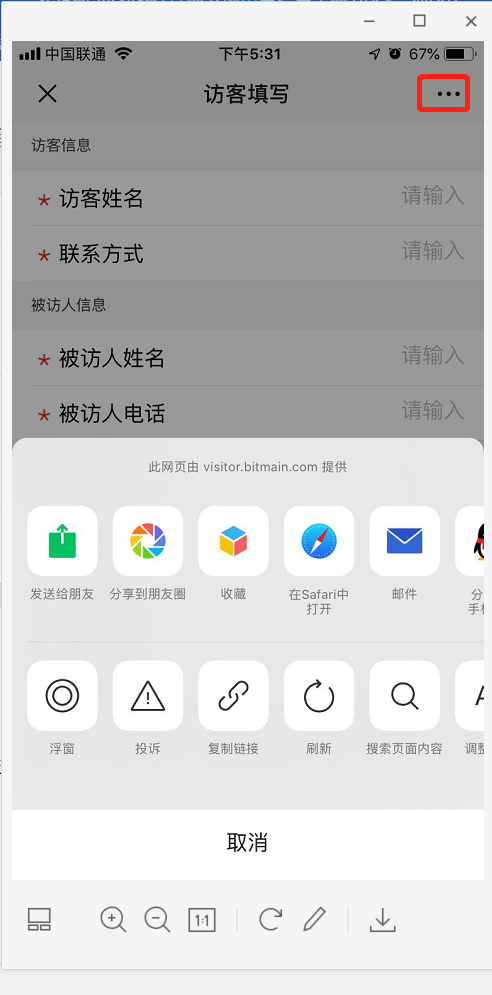 中国联通 下午5:31 67%
访客填写
访客信息
* 访客姓名 请输入
* 联系方式 请输入
被访人信息
* 被访人姓名 请输入
* 被访人电话 请输入
此网页由 visitor.bitmain.com 提供
发送给朋友 分享到朋友圈 收藏 在Safari中 邮件 分
打开 手
浮窗 投诉 复制链接 刷新 搜索页面内容 调整
取消
1:1